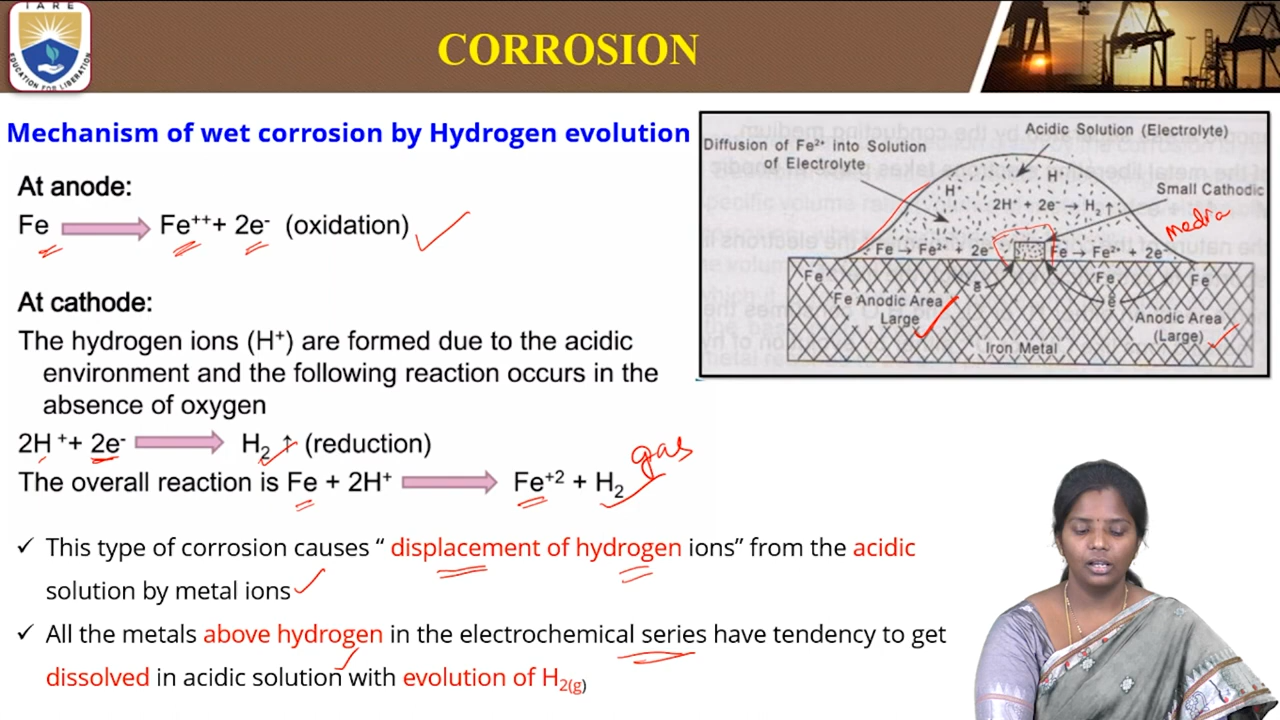 IARE
EDUCATION FOR LIBERATION
CORROSION
Mechanism of wet corrosion by Hydrogen evolution
At anode:
Fe Fe⁺⁺+ 2e⁻ (oxidation)
At cathode:
The hydrogen ions (H⁺) are formed due to the acidic
environment and the following reaction occurs in the
absence of oxygen
2H ⁺+ 2e⁻ H₂ ↑ (reduction)
The overall reaction is Fe + 2H⁺ Fe⁺² + H₂
gas
✓ This type of corrosion causes “ displacement of hydrogen ions” from the acidic
solution by metal ions
✓ All the metals above hydrogen in the electrochemical series have tendency to get
dissolved in acidic solution with evolution of H₂(g)
Acidic Solution (Electrolyte)
Diffusion of Fe²⁺ into Solution
of Electrolyte
H⁺
H⁺
Small Cathodic
media
2H⁺ + 2e⁻ → H₂ ↑
Fe → Fe²⁺ + 2e⁻ Fe → Fe²⁺ + 2e⁻
Fe Fe Fe
ē ē
Fe Anodic Area
Large
Anodic Area
(Large)
Iron Metal